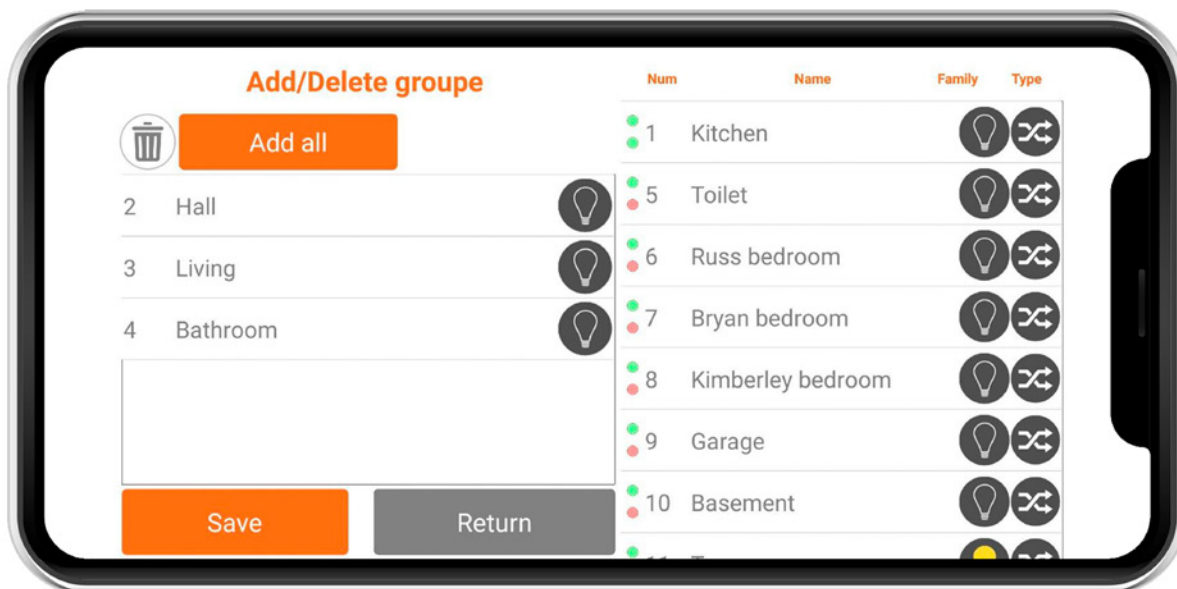 Add/Delete groupe
Add all
2 Hall
3 Living
4 Bathroom
Save Return
Num Name Family Type
1 Kitchen
5 Toilet
6 Russ bedroom
7 Bryan bedroom
8 Kimberley bedroom
9 Garage
10 Basement